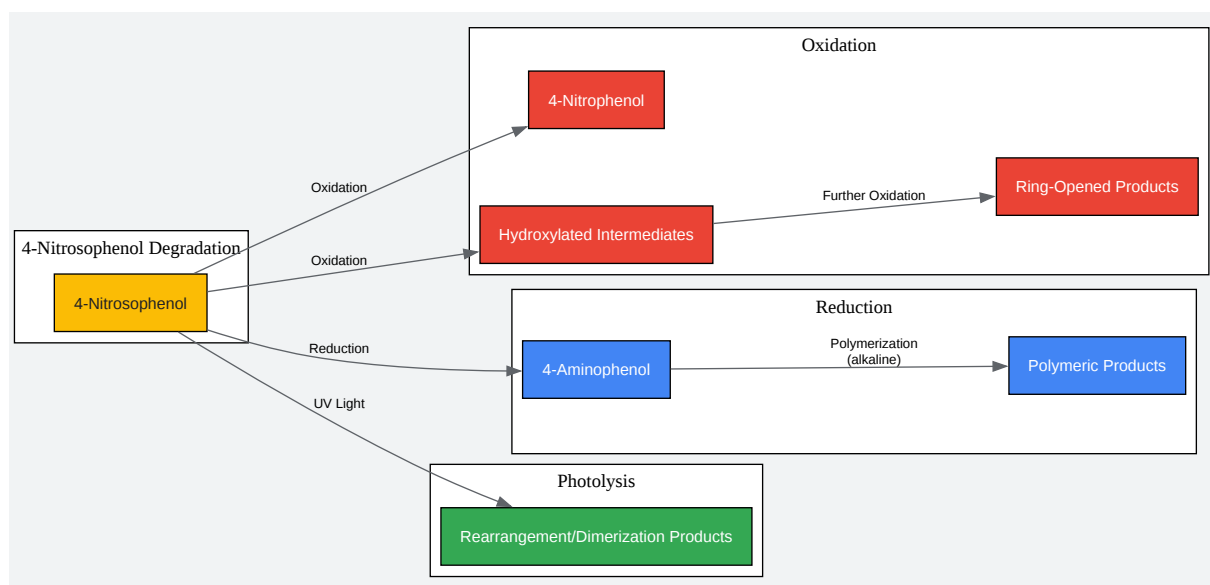 Oxidation
4-Nitrophenol
Oxidation
Further Oxidation
Ring-Opened Products
Hydroxylated Intermediates
4-Nitrosophenol Degradation
Oxidation
4-Nitrosophenol
Reduction
Reduction
4-Aminophenol
Polymerization
(alkaline)
Polymeric Products
UV Light
Photolysis
Rearrangement/Dimerization Products